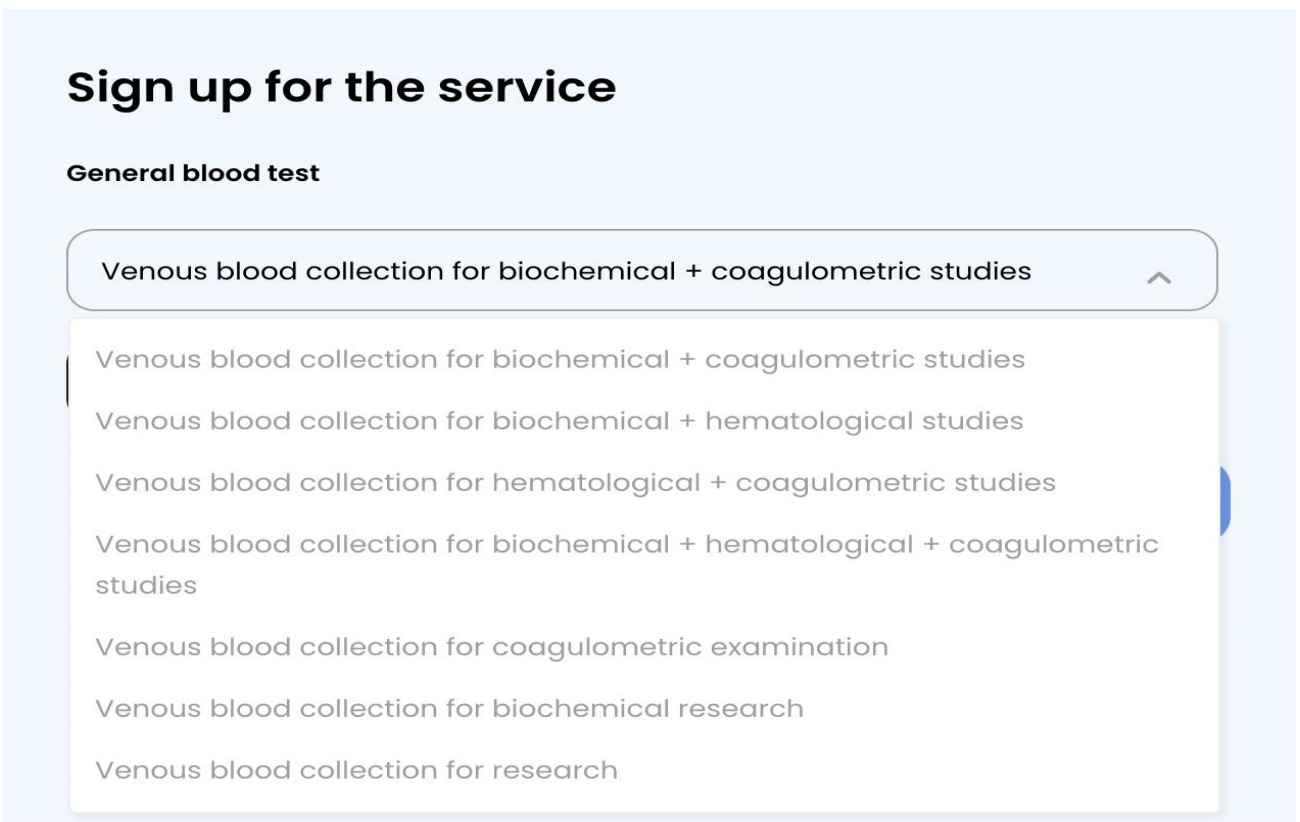 Sign up for the service
General blood test
Venous blood collection for biochemical + coagulometric studies
Venous blood collection for biochemical + coagulometric studies
Venous blood collection for biochemical + hematological studies
Venous blood collection for hematological + coagulometric studies
Venous blood collection for biochemical + hematological + coagulometric
studies
Venous blood collection for coagulometric examination
Venous blood collection for biochemical research
Venous blood collection for research